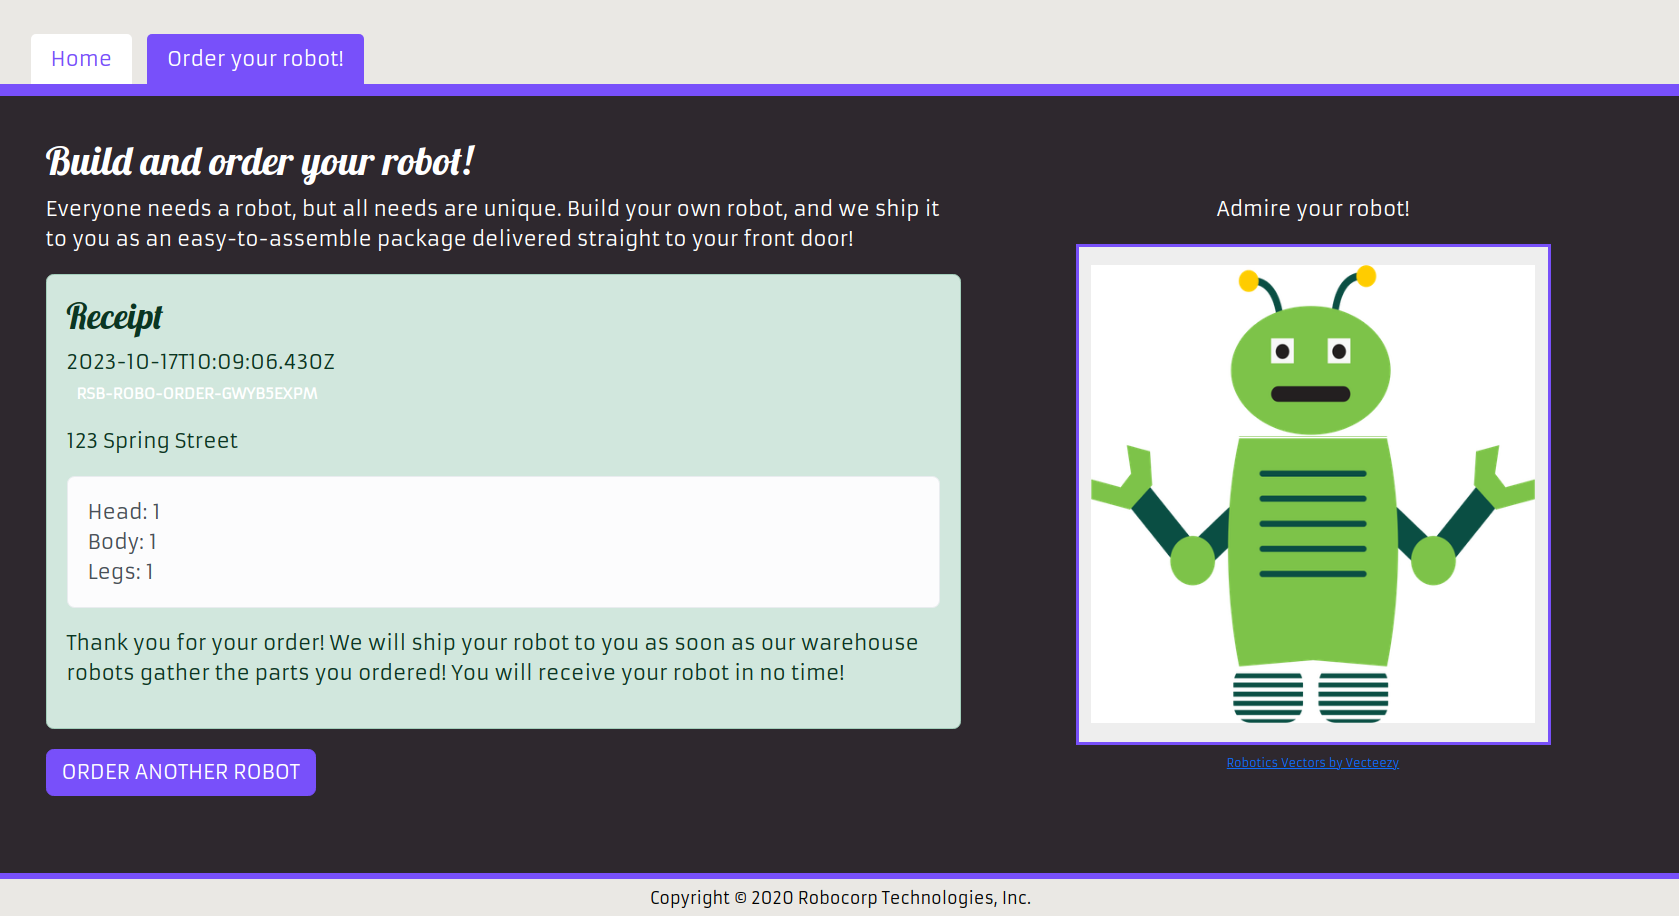 Home
Order your robot!
Build and order your robot!
Everyone needs a robot, but all needs are unique. Build your own robot, and we ship it
to you as an easy-to-assemble package delivered straight to your front door!
Receipt
2023-10-17T10:09:06.430Z
RSB-ROBO-ORDER-GWYB5EXPM
123 Spring Street
Head: 1
Body: 1
Legs: 1
Thank you for your order! We will ship your robot to you as soon as our warehouse
robots gather the parts you ordered! You will receive your robot in no time!
ORDER ANOTHER ROBOT
Admire your robot!
Robotics Vectors by Vecteezy
Copyright © 2020 Robocorp Technologies, Inc.